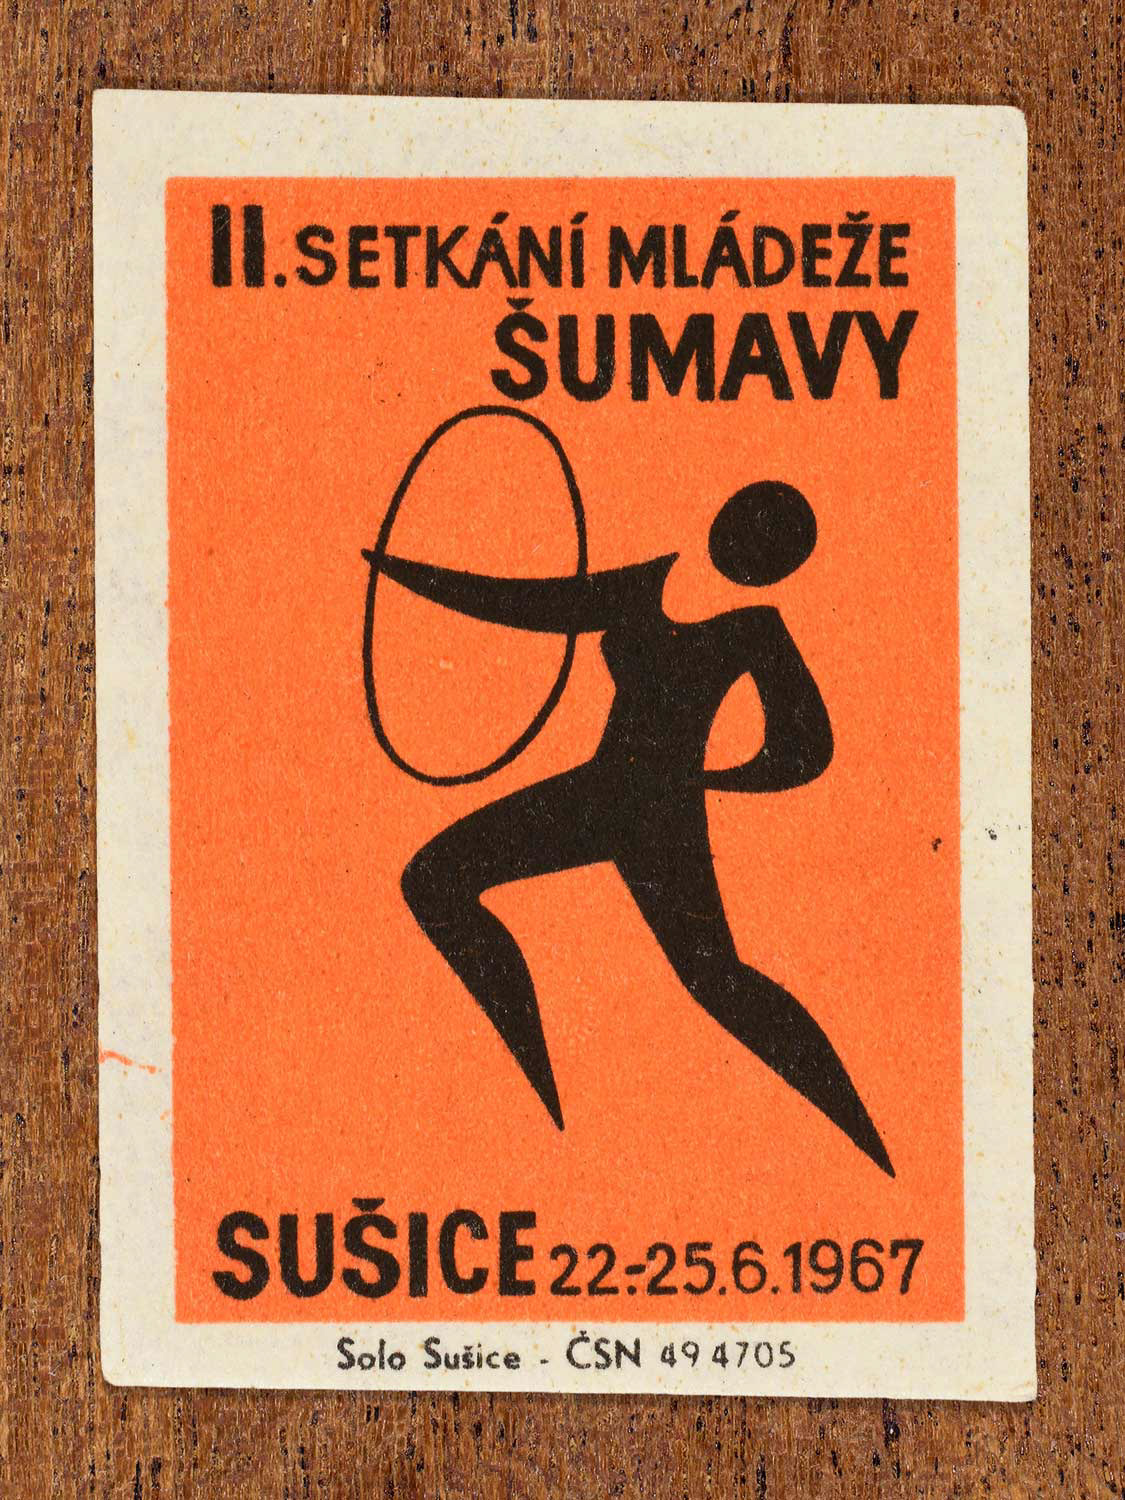 II. SETKÁNÍ MLÁDEŽE
ŠUMAVY
SUŠICE 22.-25.6.1967
Solo Sušice - ČSN 49 4705